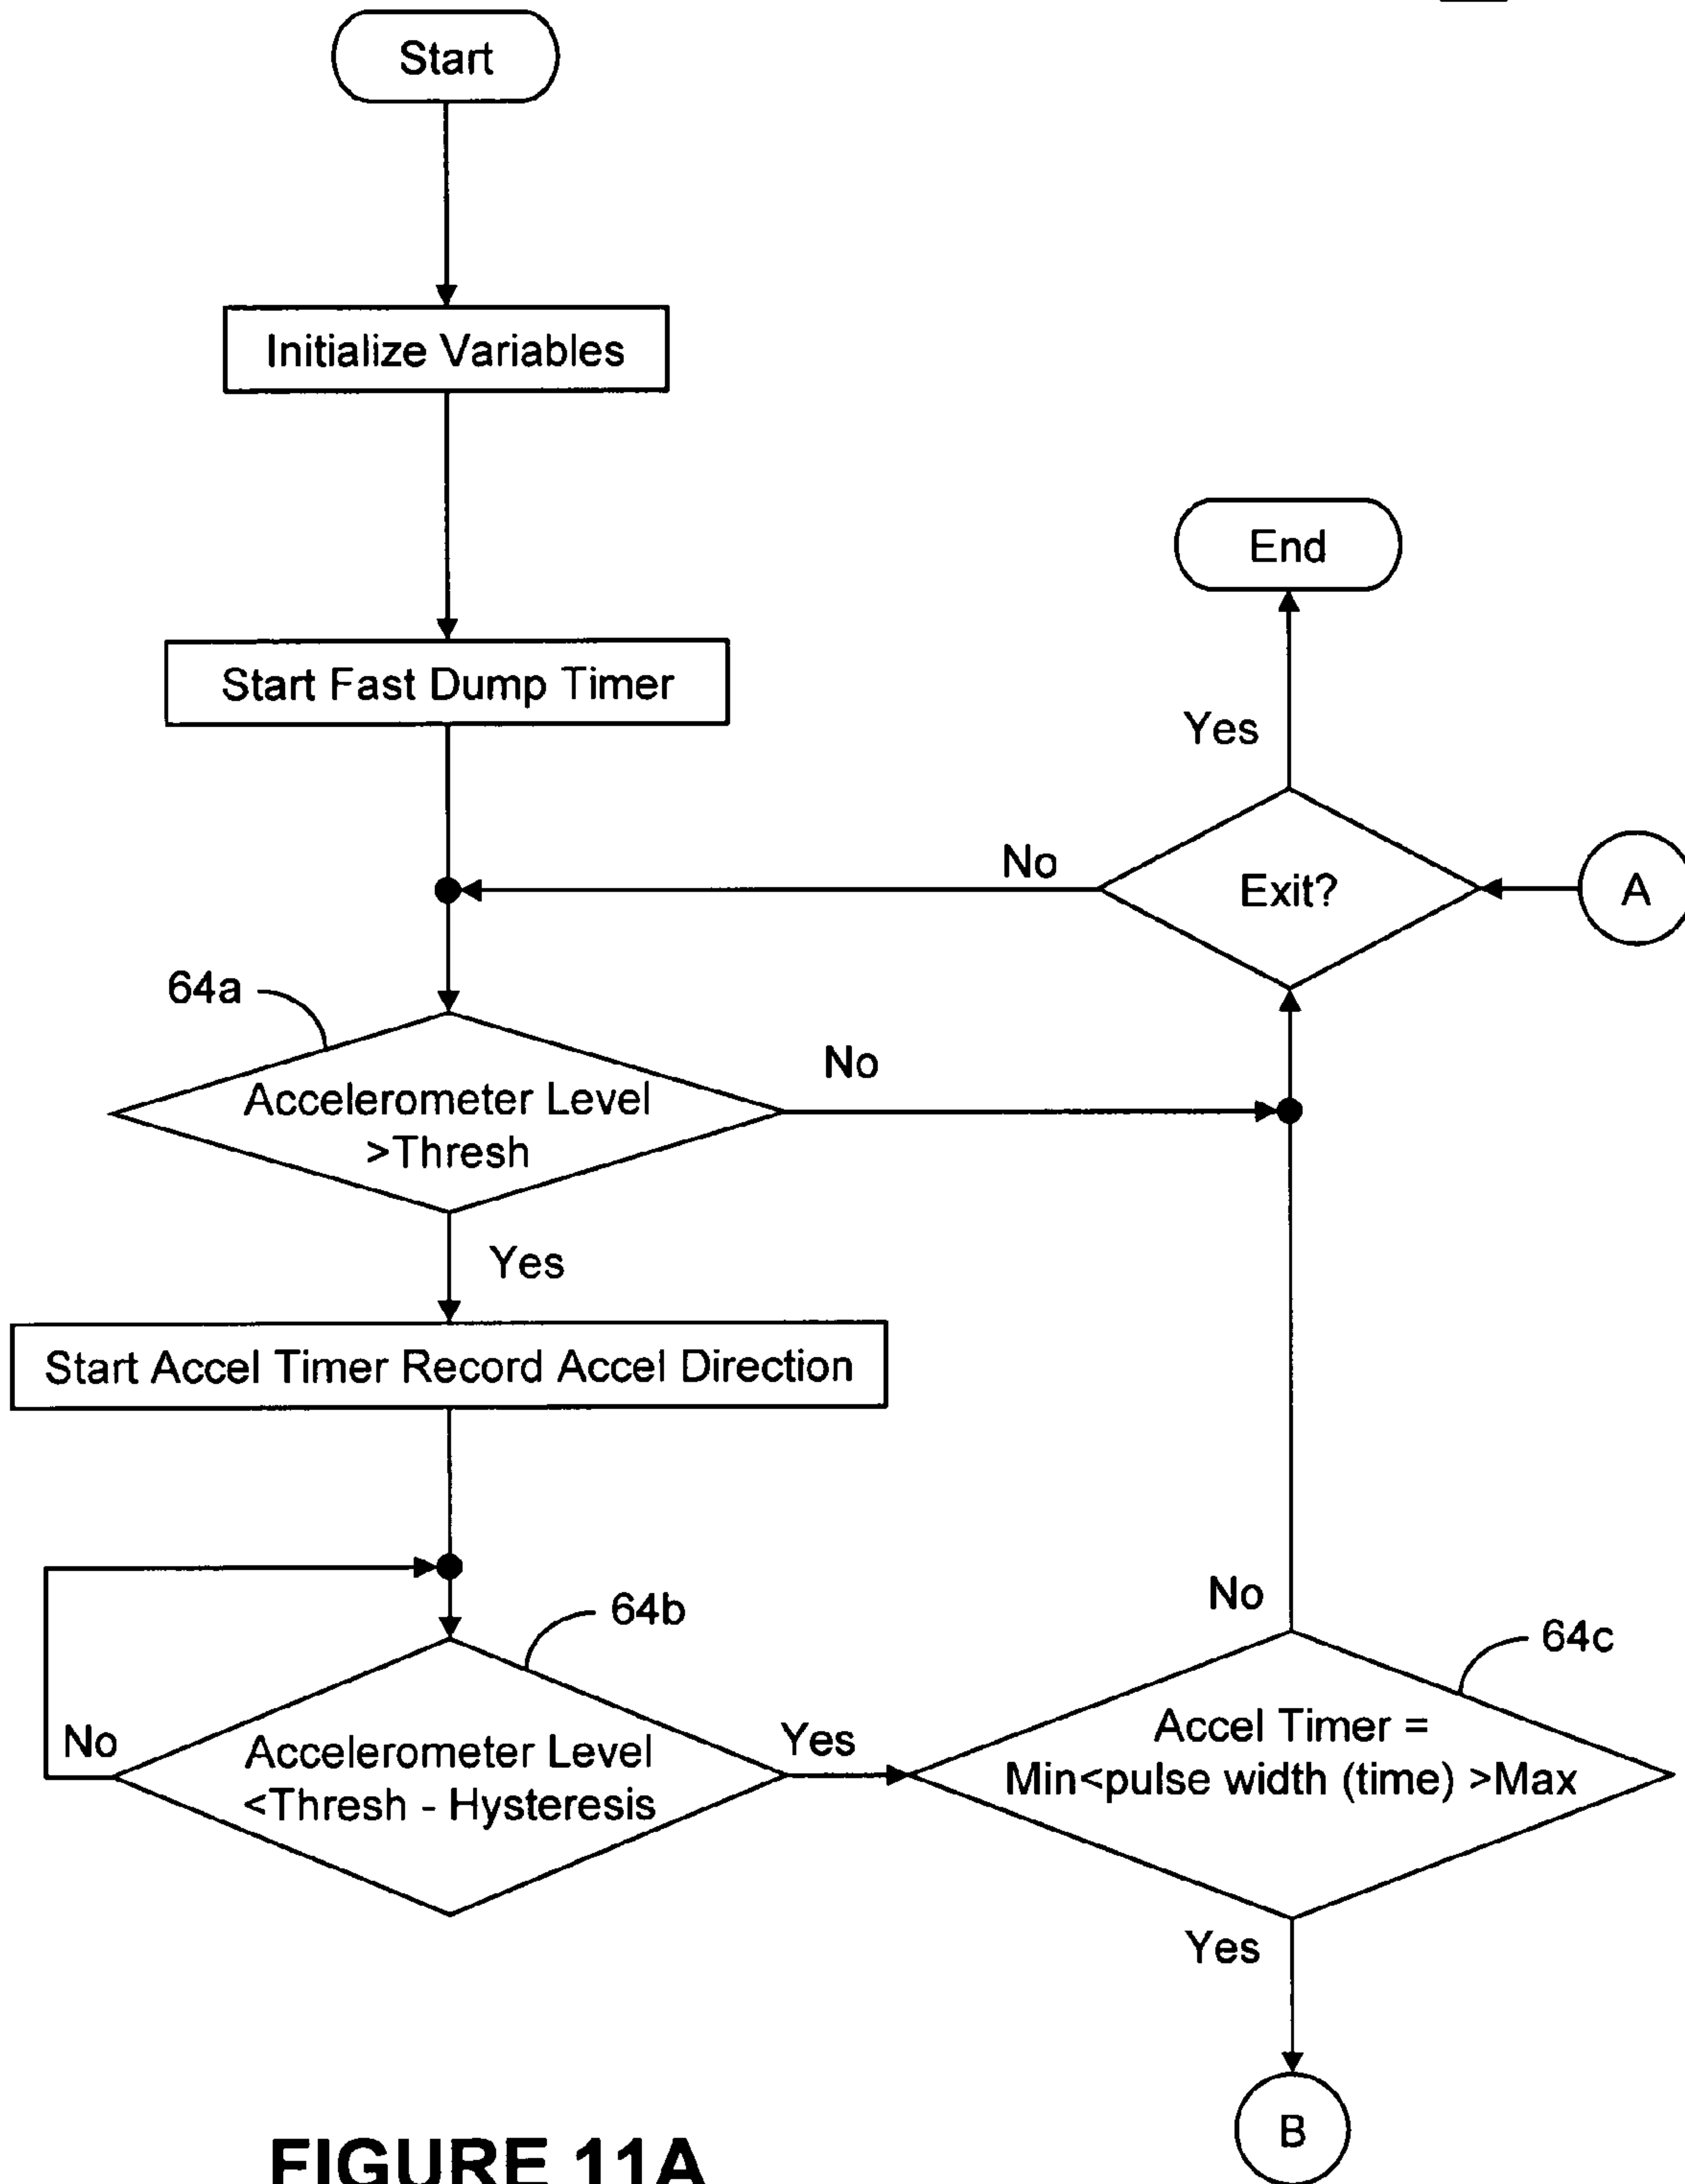 Start
Initialize Variables
Start Fast Dump Timer
End
Yes
No
Exit?
A
64a
Accelerometer Level
>Thresh
No
Yes
Start Accel Timer Record Accel Direction
64b
No
Accelerometer Level
<Thresh - Hysteresis
Yes
No
64c
Accel Timer =
Min<pulse width (time) >Max
Yes
B
FIGURE 11A